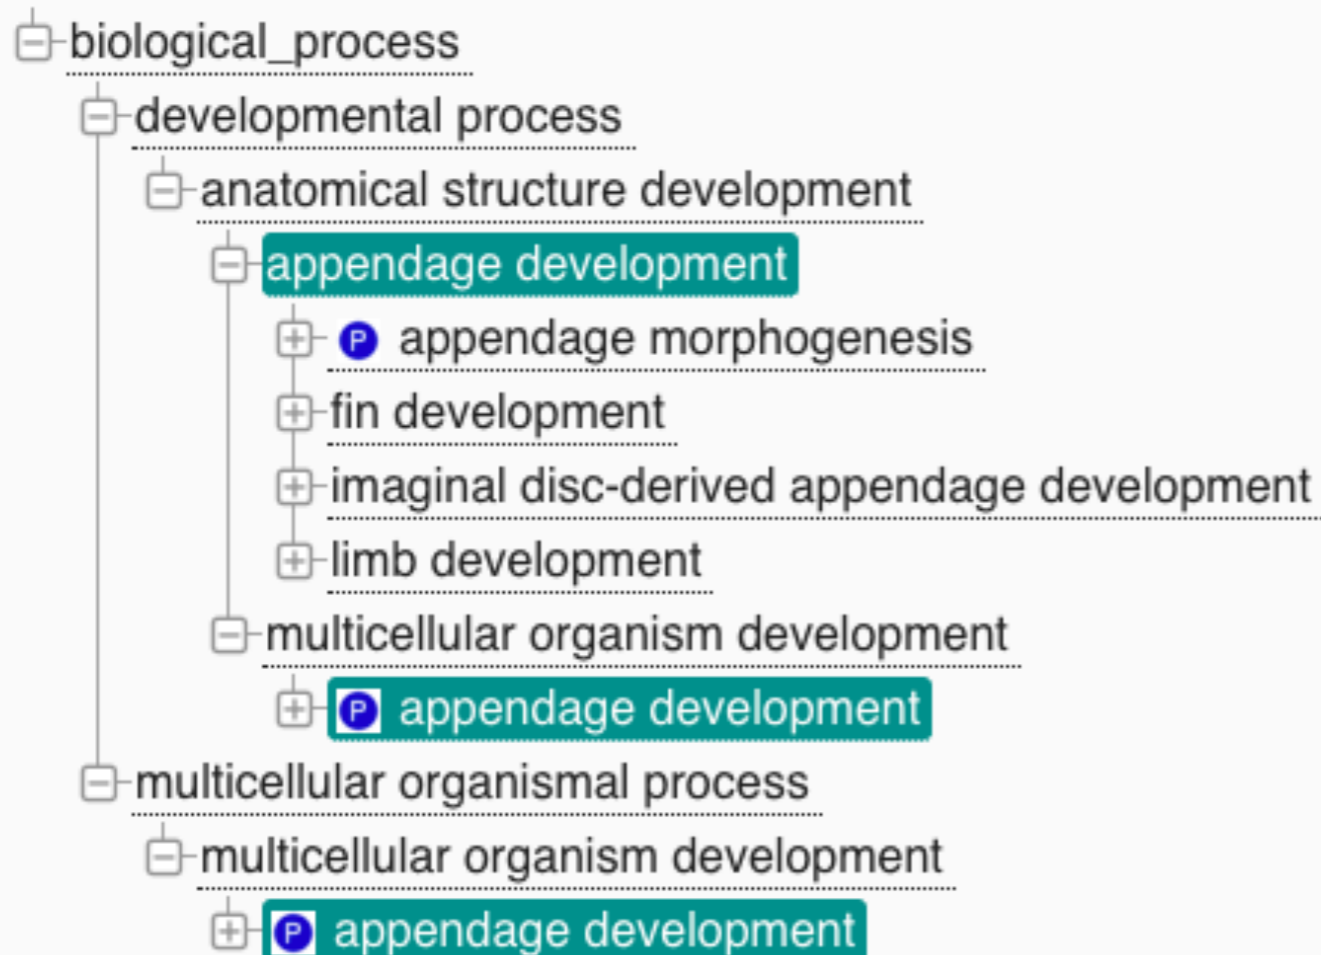 biological_process
developmental process
anatomical structure development
appendage development
P appendage morphogenesis
fin development
imaginal disc-derived appendage development
limb development
multicellular organism development
P appendage development
multicellular organismal process
multicellular organism development
P appendage development